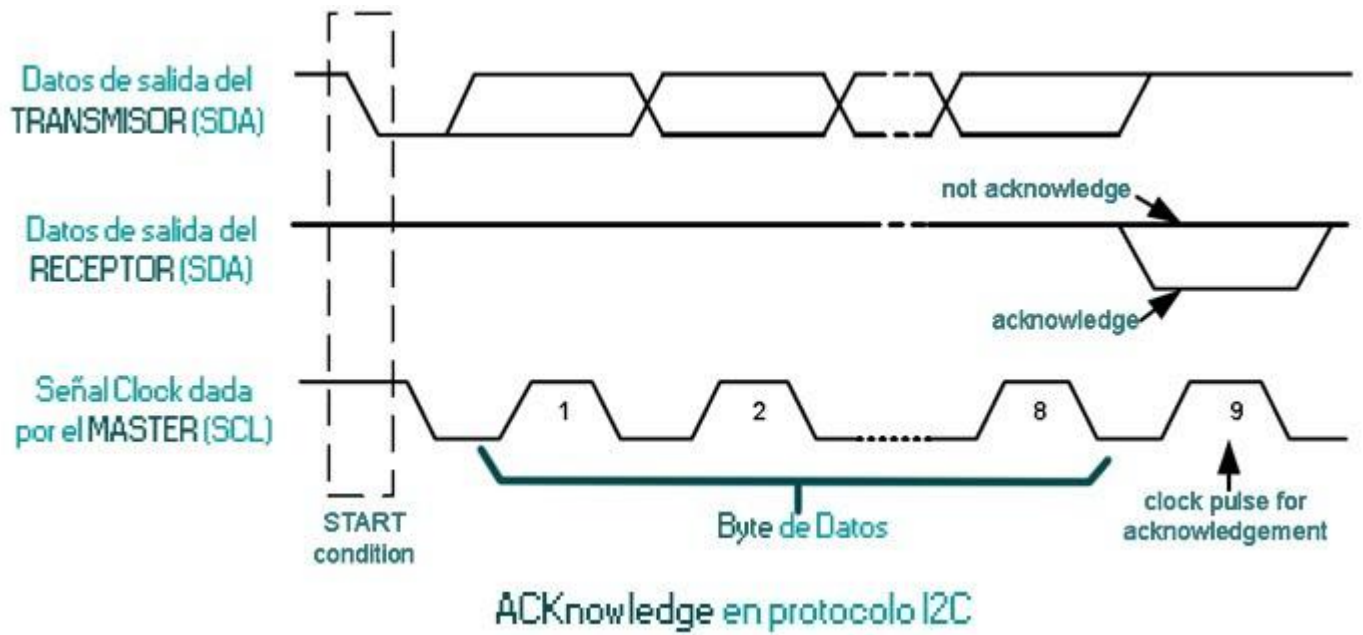 Datos de salida del
TRANSMISOR (SDA)
not acknowledge
Datos de salida del
RECEPTOR (SDA)
acknowledge
Señal Clock dada
por el MASTER (SCL)
1
2
8
9
START
condition
Byte de Datos
clock pulse for
acknowledgement
ACKnowledge en protocolo I2C